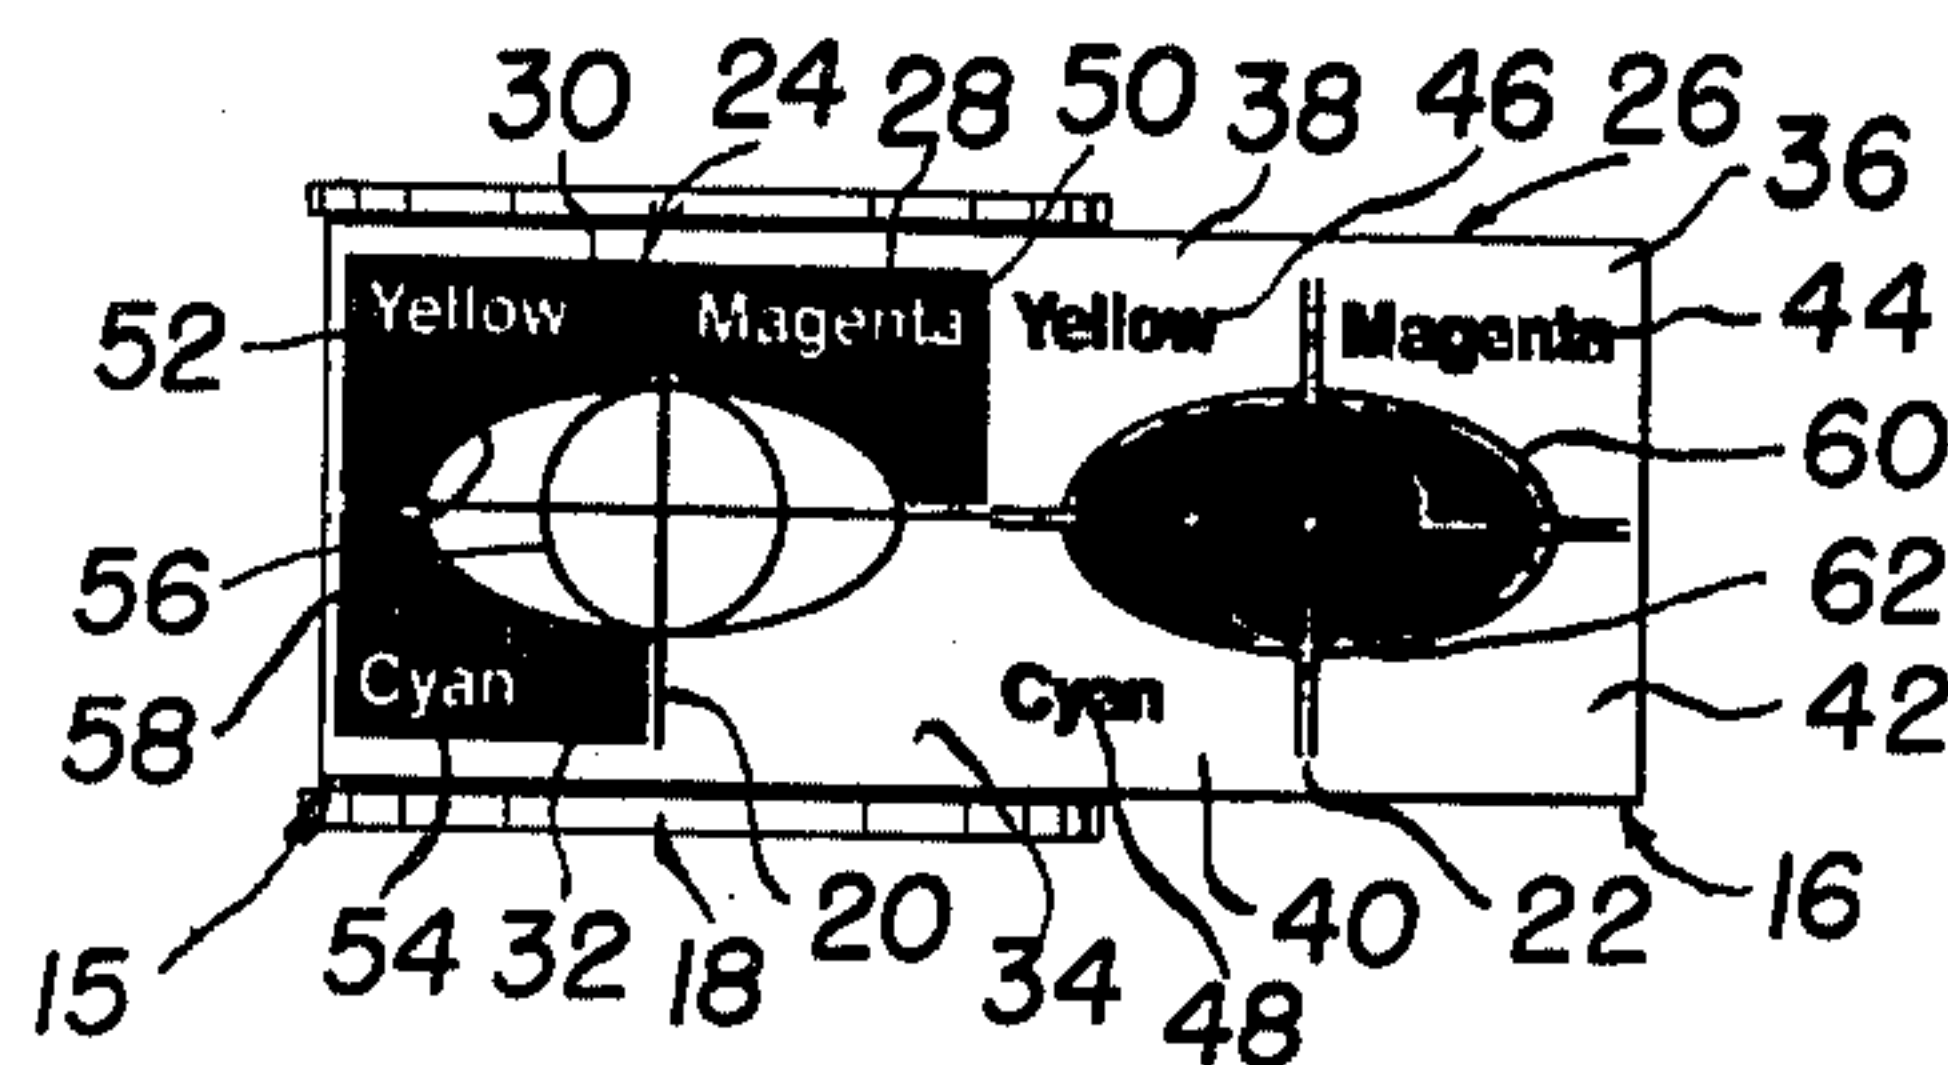 30 24 28 50 38 46 26 36
52 Yellow Magenta Yellow Magenta 44
60
56 62
58 Cyan Cyan 42
15 54 32 18 20 34 48 40 22 16